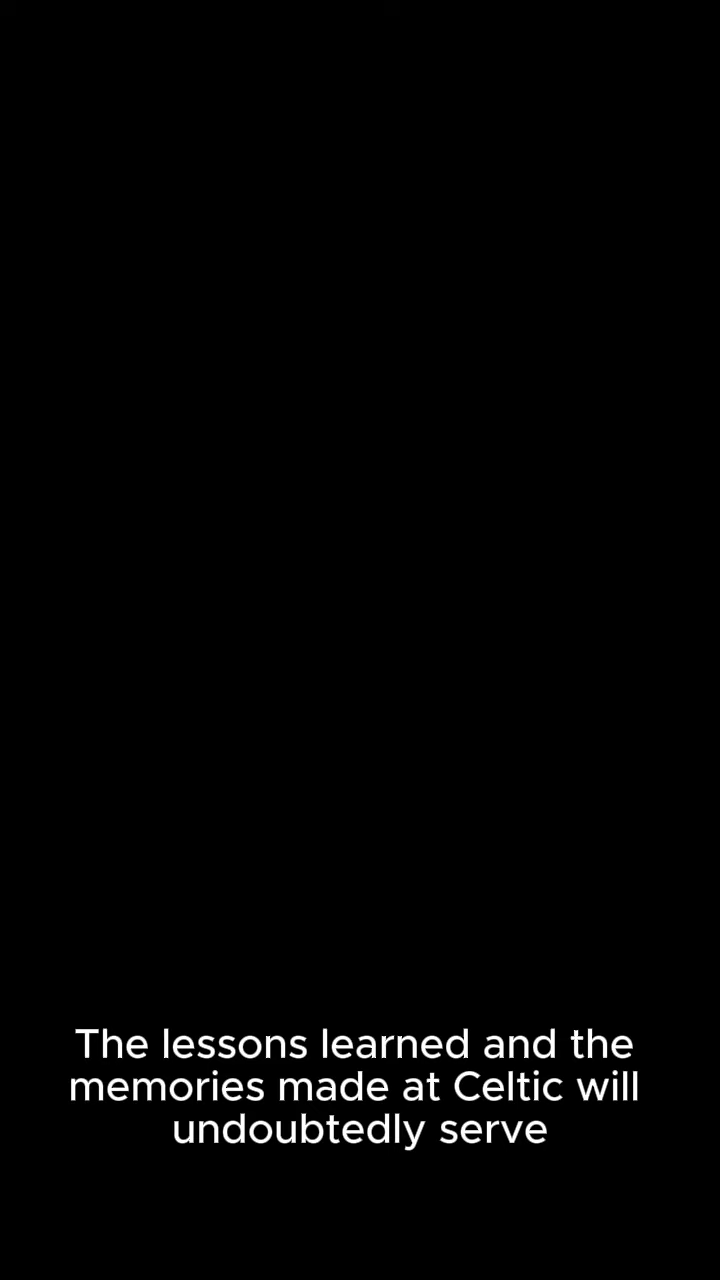 The lessons learned and the
memories made at Celtic will
undoubtedly serve